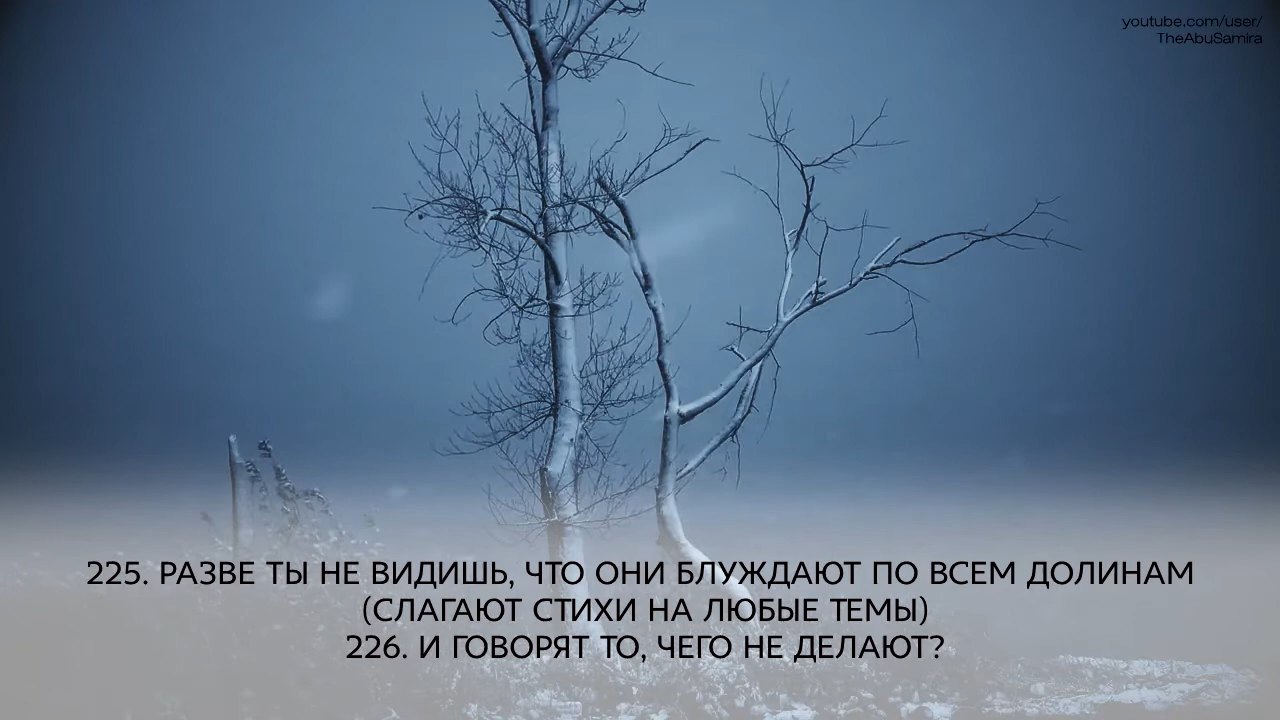 youtube.com/user/
TheAbuSamira
225. РАЗВЕ ТЫ НЕ ВИДИШЬ, ЧТО ОНИ БЛУЖДАЮТ ПО ВСЕМ ДОЛИНАМ
(СЛАГАЮТ СТИХИ НА ЛЮБЫЕ ТЕМЫ)
226. И ГОВОРЯТ ТО, ЧЕГО НЕ ДЕЛАЮТ?